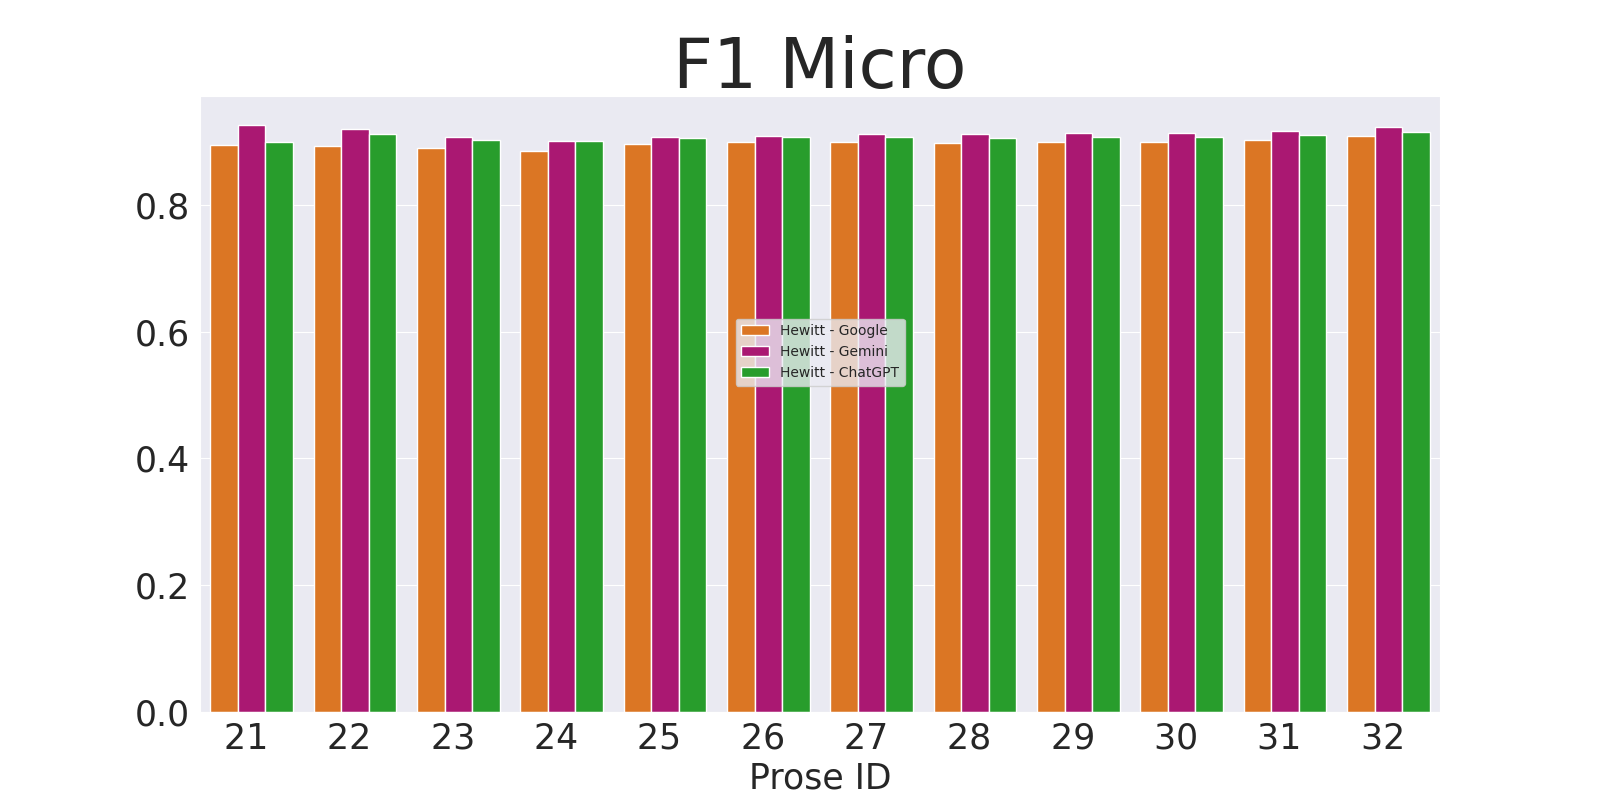 F1 Micro
0.8
0.6
0.4
0.2
0.0
Hewitt - Google
Hewitt - Gemini
Hewitt - ChatGPT
21 22 23 24 25 26 27 28 29 30 31 32
Prose ID